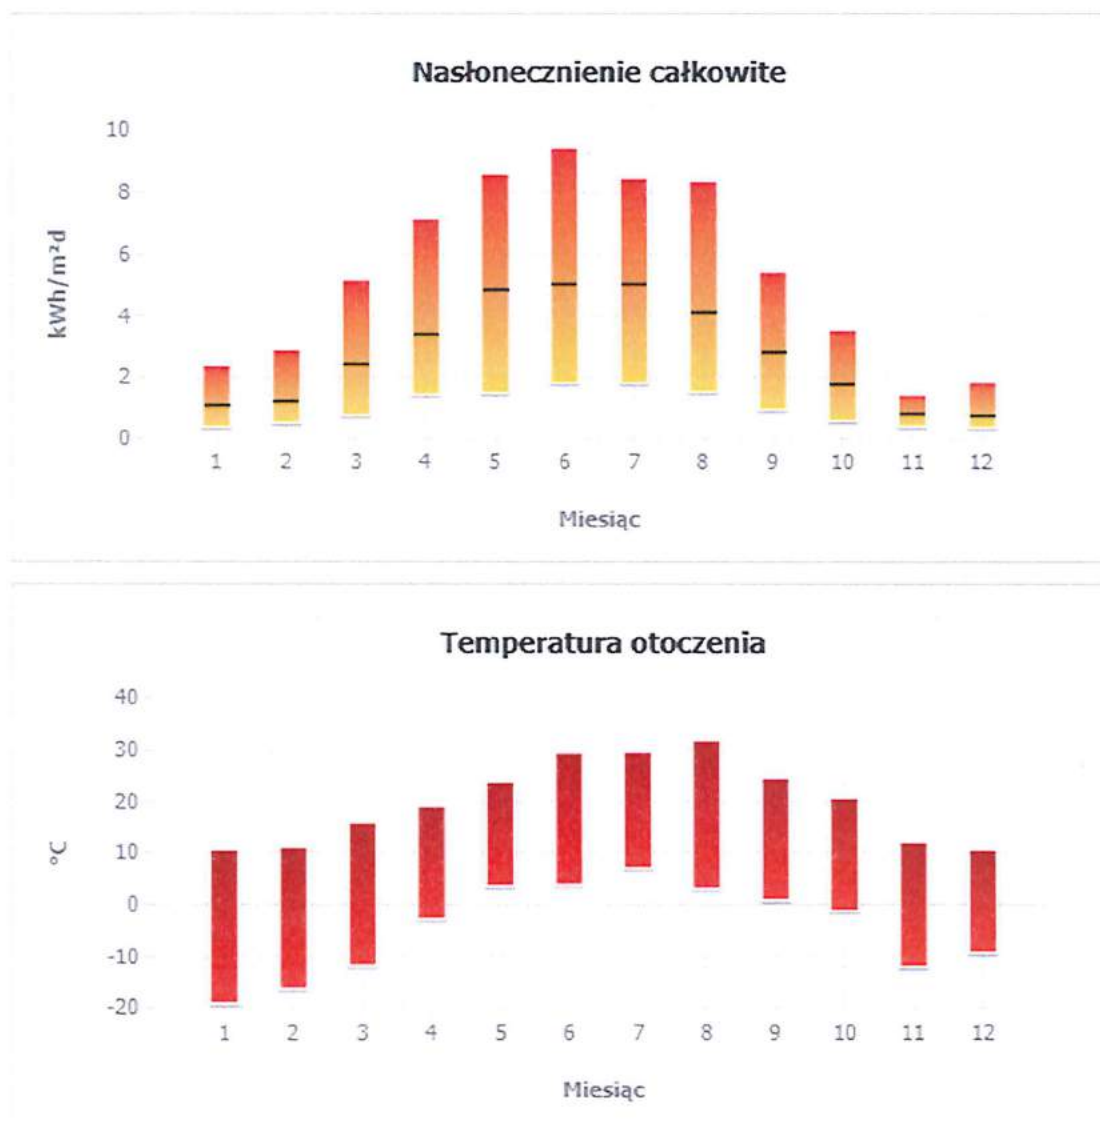 Nasłonecznienie całkowite
10
8
6
4
2
0
kWh/m²d
1 2 3 4 5 6 7 8 9 10 11 12
Miesiąc
Temperatura otoczenia
40
30
20
10
0
-10
-20
°C
1 2 3 4 5 6 7 8 9 10 11 12
Miesiąc